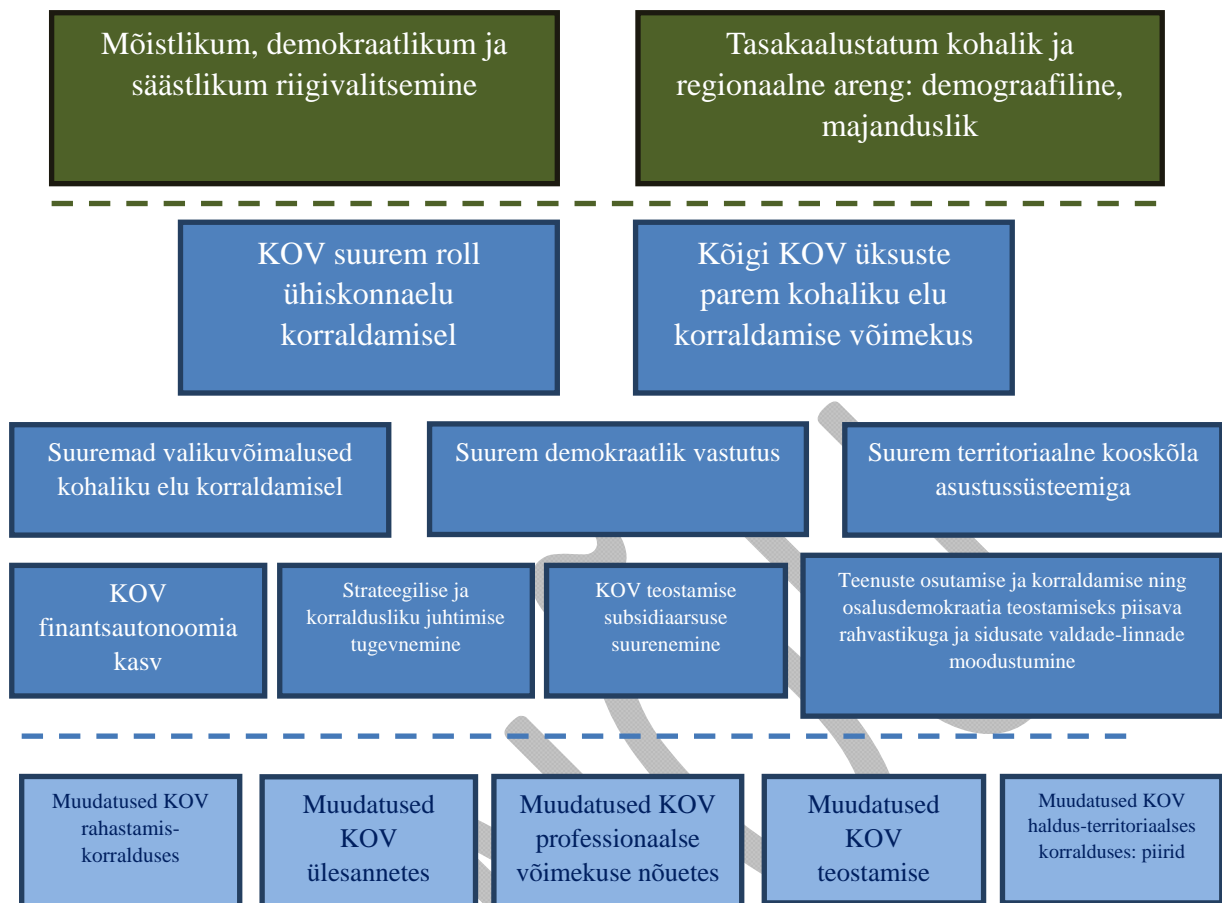 Mõistlikum, demokraatlikum ja
säästlikum riigivalitsemine
Tasakaalustatum kohalik ja
regionaalne areng: demograafiline,
majanduslik
KOV suurem roll
ühiskonnaelu
korraldamisel
Kõigi KOV üksuste
parem kohaliku elu
korraldamise võimekus
Suuremad valikuvõimalused
kohaliku elu korraldamisel
Suurem demokraatlik vastutus
Suurem territoriaalne kooskõla
asustussüsteemiga
KOV
finantsautonoomia
kasv
Strateegilise ja
korraldusliku juhtimise
tugevnemine
KOV teostamise
subsidiaarsuse
suurenemine
Teenuste osutamise ja korraldamise ning
osalusdemokraatia teostamiseks piisava
rahvastikuga ja sidusate valdade-linnade
moodustumine
Muudatused KOV
rahastamis-
korralduses
Muudatused
KOV
ülesannetes
Muudatused KOV
professionaalse
võimekuse nõuetes
Muudatused
KOV
teostamise
Muudatused KOV
haldus-territoriaalses
korralduses: piirid